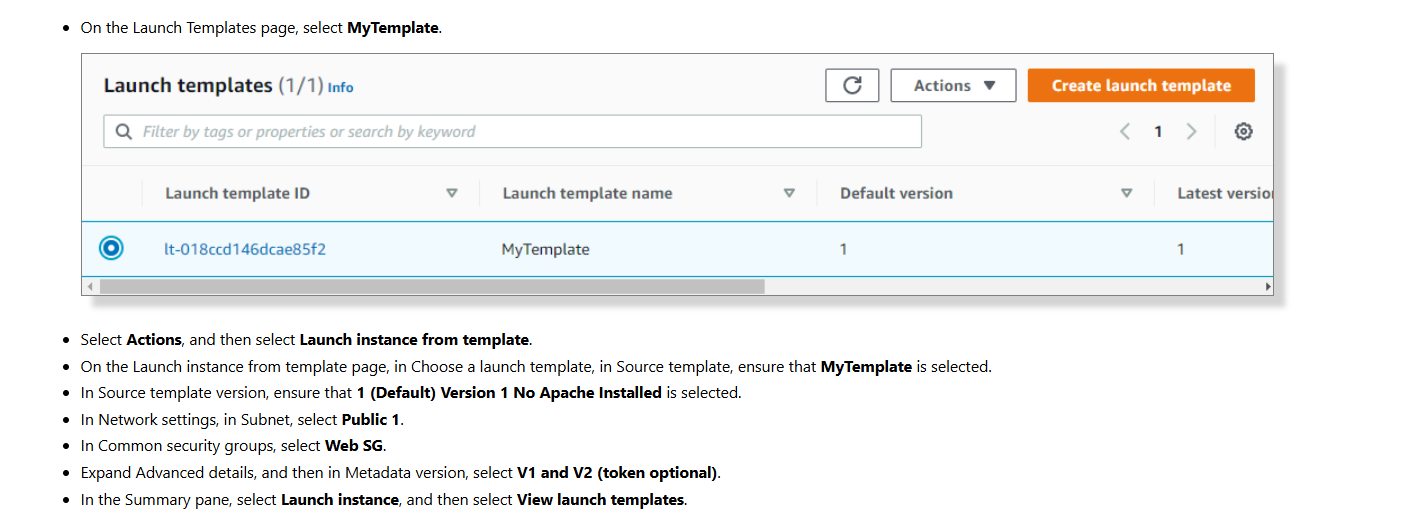 On the Launch Templates page, select MyTemplate.
Launch templates (1/1) Info
Actions
Create launch template
Filter by tags or properties or search by keyword
1
Launch template ID
Launch template name
Default version
Latest versio
lt-018ccd146dcae85f2
MyTemplate
1
1
Select Actions, and then select Launch instance from template.
On the Launch instance from template page, in Choose a launch template, in Source template, ensure that MyTemplate is selected.
In Source template version, ensure that 1 (Default) Version 1 No Apache Installed is selected.
In Network settings, in Subnet, select Public 1.
In Common security groups, select Web SG.
Expand Advanced details, and then in Metadata version, select V1 and V2 (token optional).
In the Summary pane, select Launch instance, and then select View launch templates.